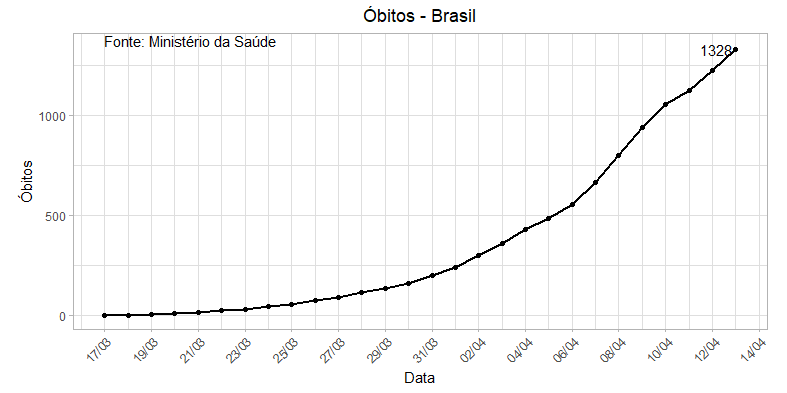 Óbitos - Brasil
Fonte: Ministério da Saúde
1328
1000
500
0
Óbitos
17/03 19/03 21/03 23/03 25/03 27/03 29/03 31/03 02/04 04/04 06/04 08/04 10/04 12/04 14/04
Data